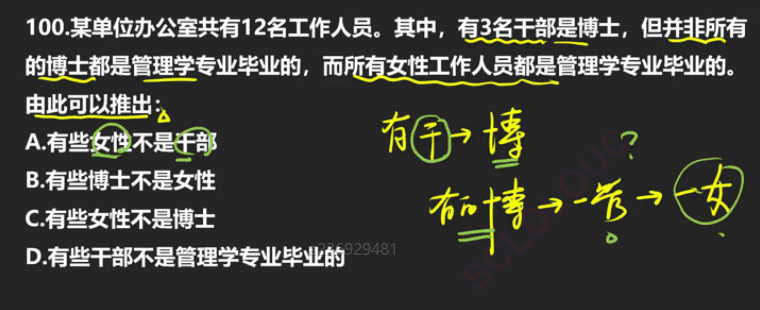 100.某单位办公室共有12名工作人员。其中，有3名干部是博士，但并非所有
的博士都是管理学专业毕业的，而所有女性工作人员都是管理学专业毕业的。
由此可以推出：
A.有些女性不是干部
B.有些博士不是女性
C.有些女性不是博士
D.有些干部不是管理学专业毕业的
有干→博
?
有的博→一管→一女